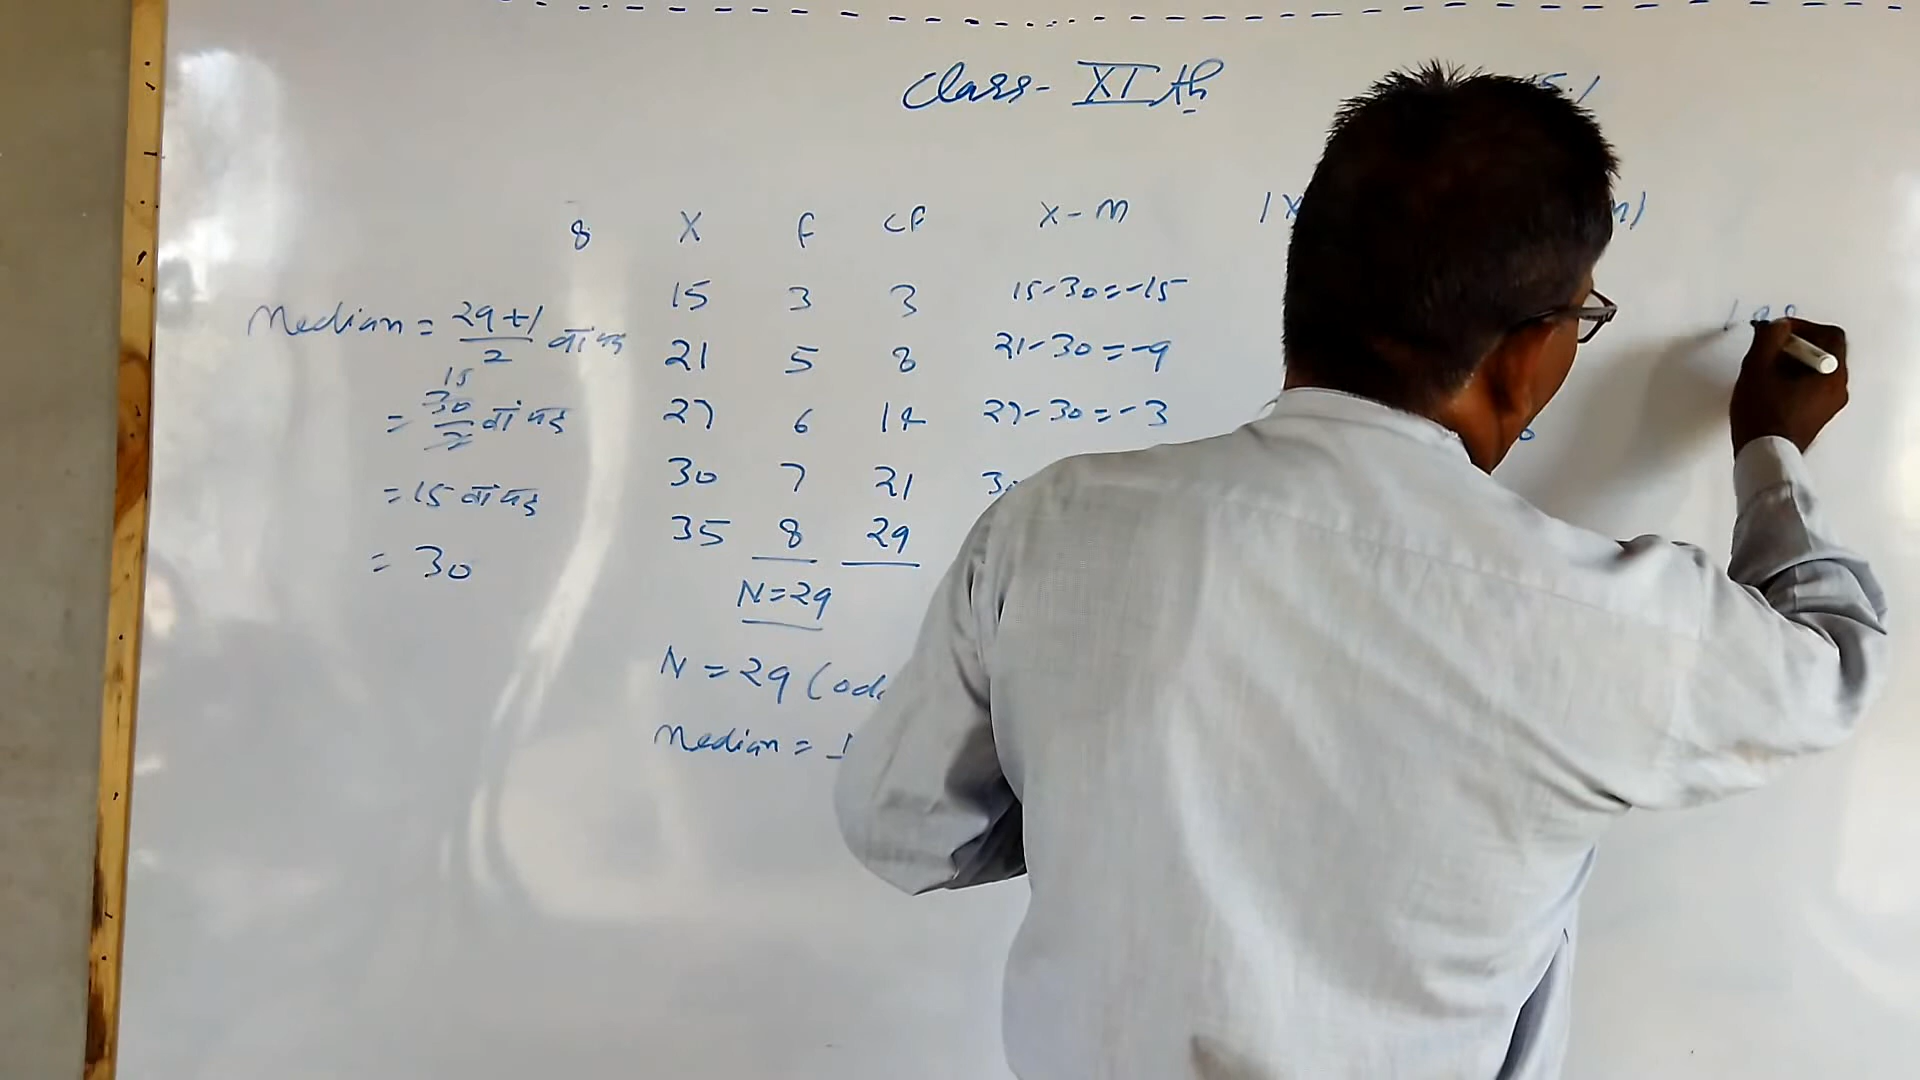 Class- XI th
8 X F CF X-M
15 3 3 15-30=-15
21 5 8 21-30=-9
27 6 14 27-30=-3
30 7 21
35 8 29
N=29
N = 29
Median =
Median = 29+1/2 वां पद
= 30/2 वां पद
15
= 15 वां पद
= 30